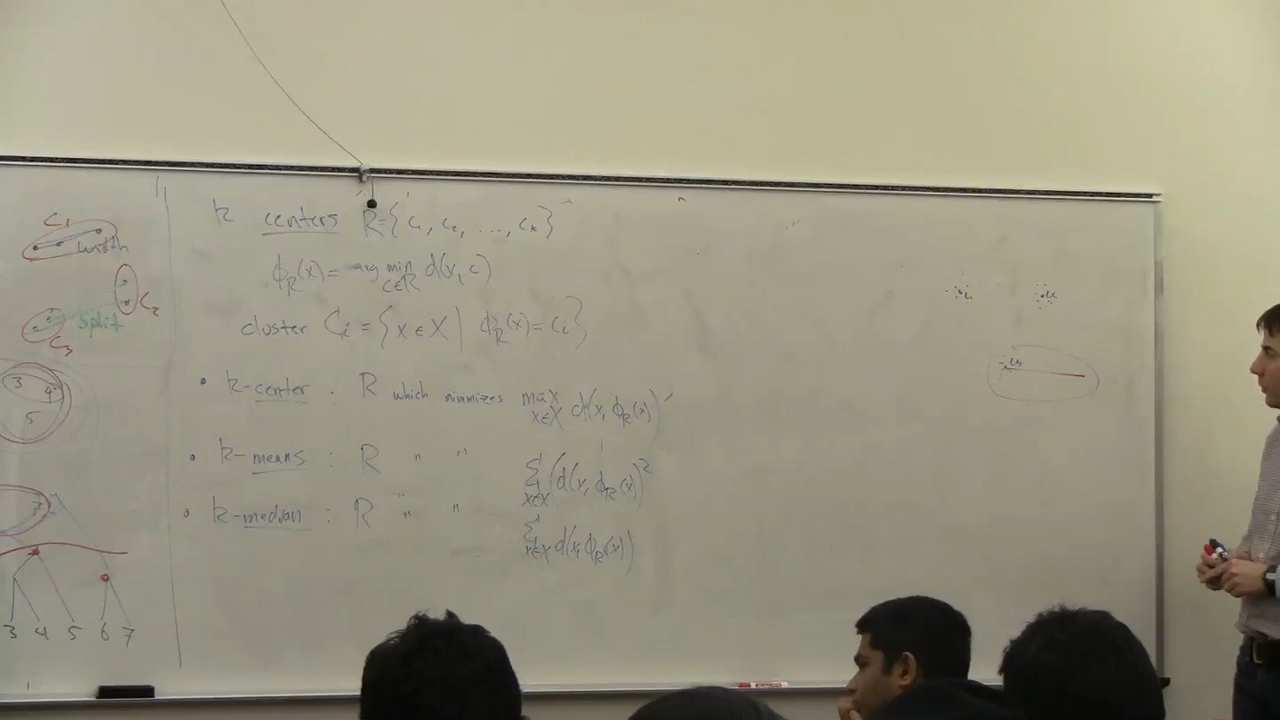 C1
width
C2
split
C3
3 4
5
7
3 4 5 6 7
k centers R={c1, c2, ..., ck}
ϕR(x)= arg min c∈R d(x,c)
cluster Ci = {x ∈ X | ϕR(x)= ci}
• k-center : R which minimizes max x∈X d(x, ϕR(x))
• k-means : R " " Σ x∈X (d(x, ϕR(x))²
• k-median : R " " Σ x∈X d(x, ϕR(x))